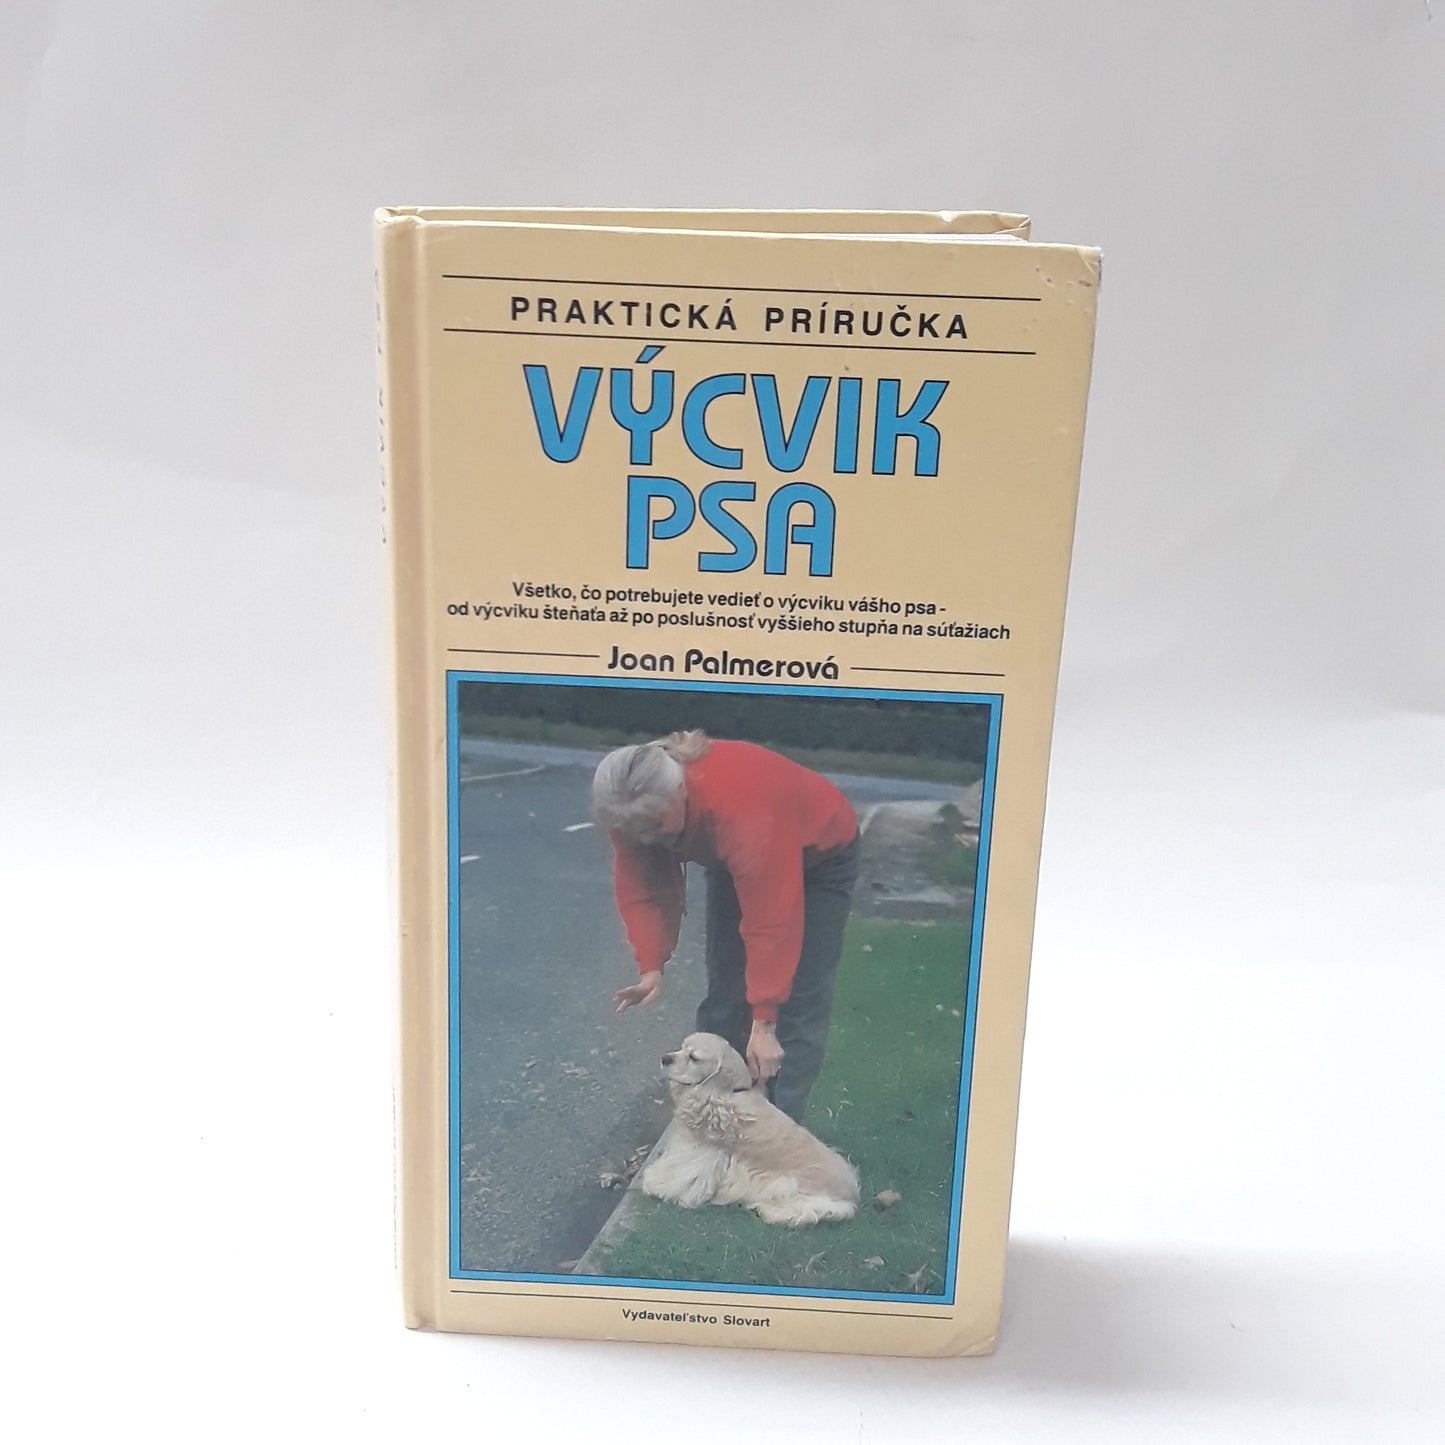 PRAKTICKÁ PRÍRUČKA
VÝCVIK
PSA
Všetko, čo potrebujete vedieť o výcviku vášho psa -
od výcviku šteňaťa až po poslušnosť vyššieho stupňa na súťažiach
Joan Palmerová
Vydavateľstvo Slovart